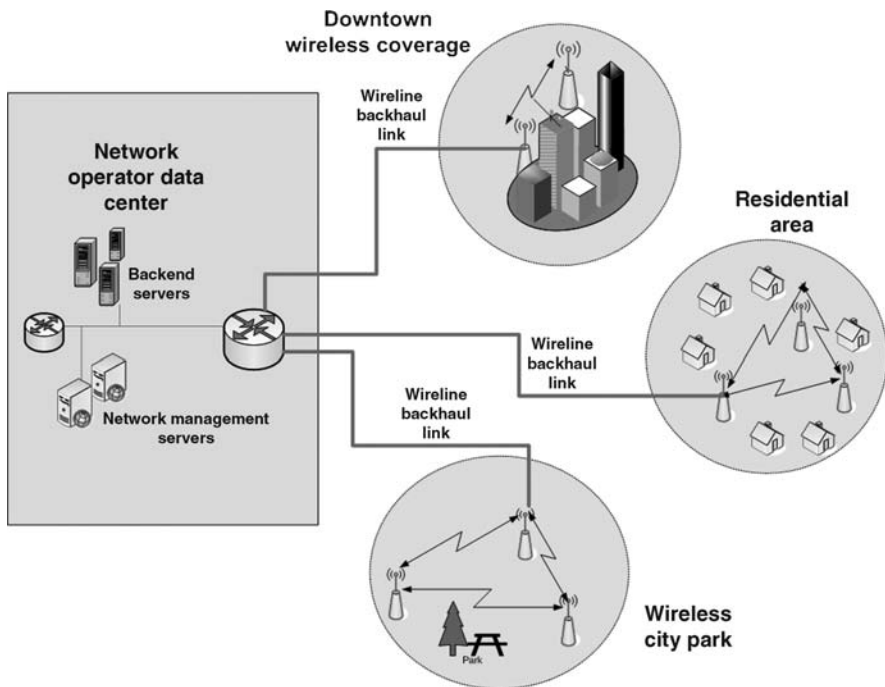 Downtown
wireless coverage
Wireline
backhaul
link
Network
operator data
center
Residential
area
Backend
servers
Wireline
backhaul
link
Wireline
backhaul
link
Network management
servers
Wireless
city park
Park